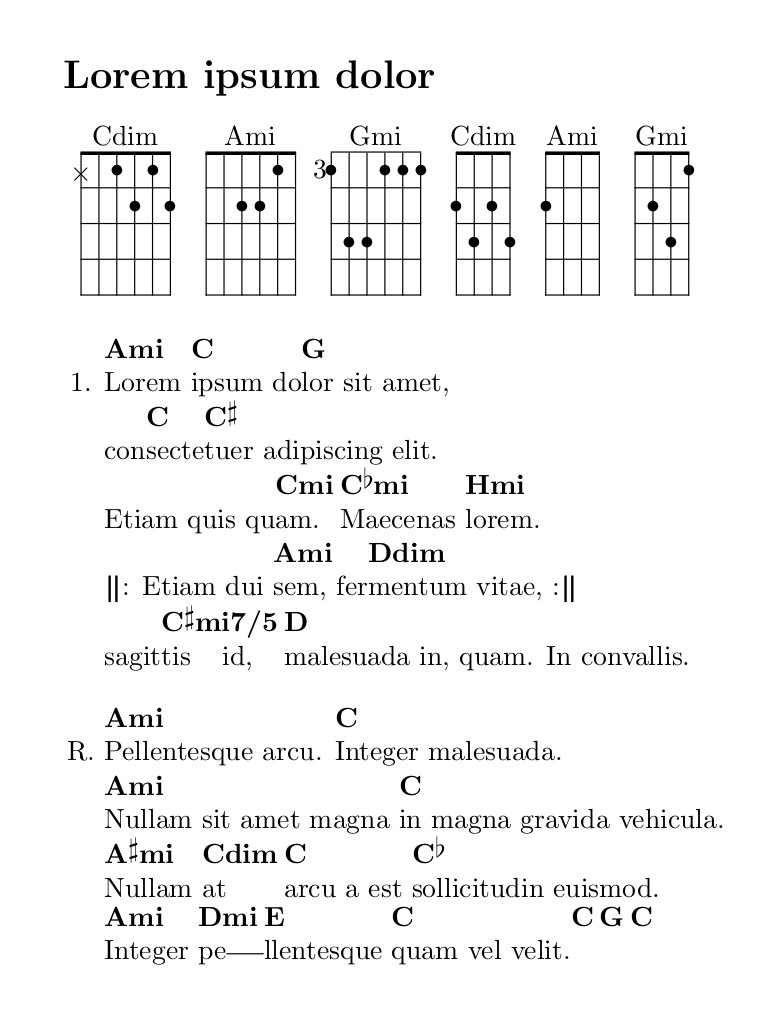 Lorem ipsum dolor
Cdim Ami Gmi Cdim Ami Gmi
×
3
Ami C G
1. Lorem ipsum dolor sit amet,
C C♯
consectetuer adipiscing elit.
Cmi C♭mi Hmi
Etiam quis quam. Maecenas lorem.
Ami Ddim
‖: Etiam dui sem, fermentum vitae, :‖
C♯mi7/5 D
sagittis id, malesuada in, quam. In convallis.
Ami C
R. Pellentesque arcu. Integer malesuada.
Ami C
Nullam sit amet magna in magna gravida vehicula.
A♯mi Cdim C C♭
Nullam at arcu a est sollicitudin euismod.
Ami Dmi E C C G C
Integer pe—llentesque quam vel velit.